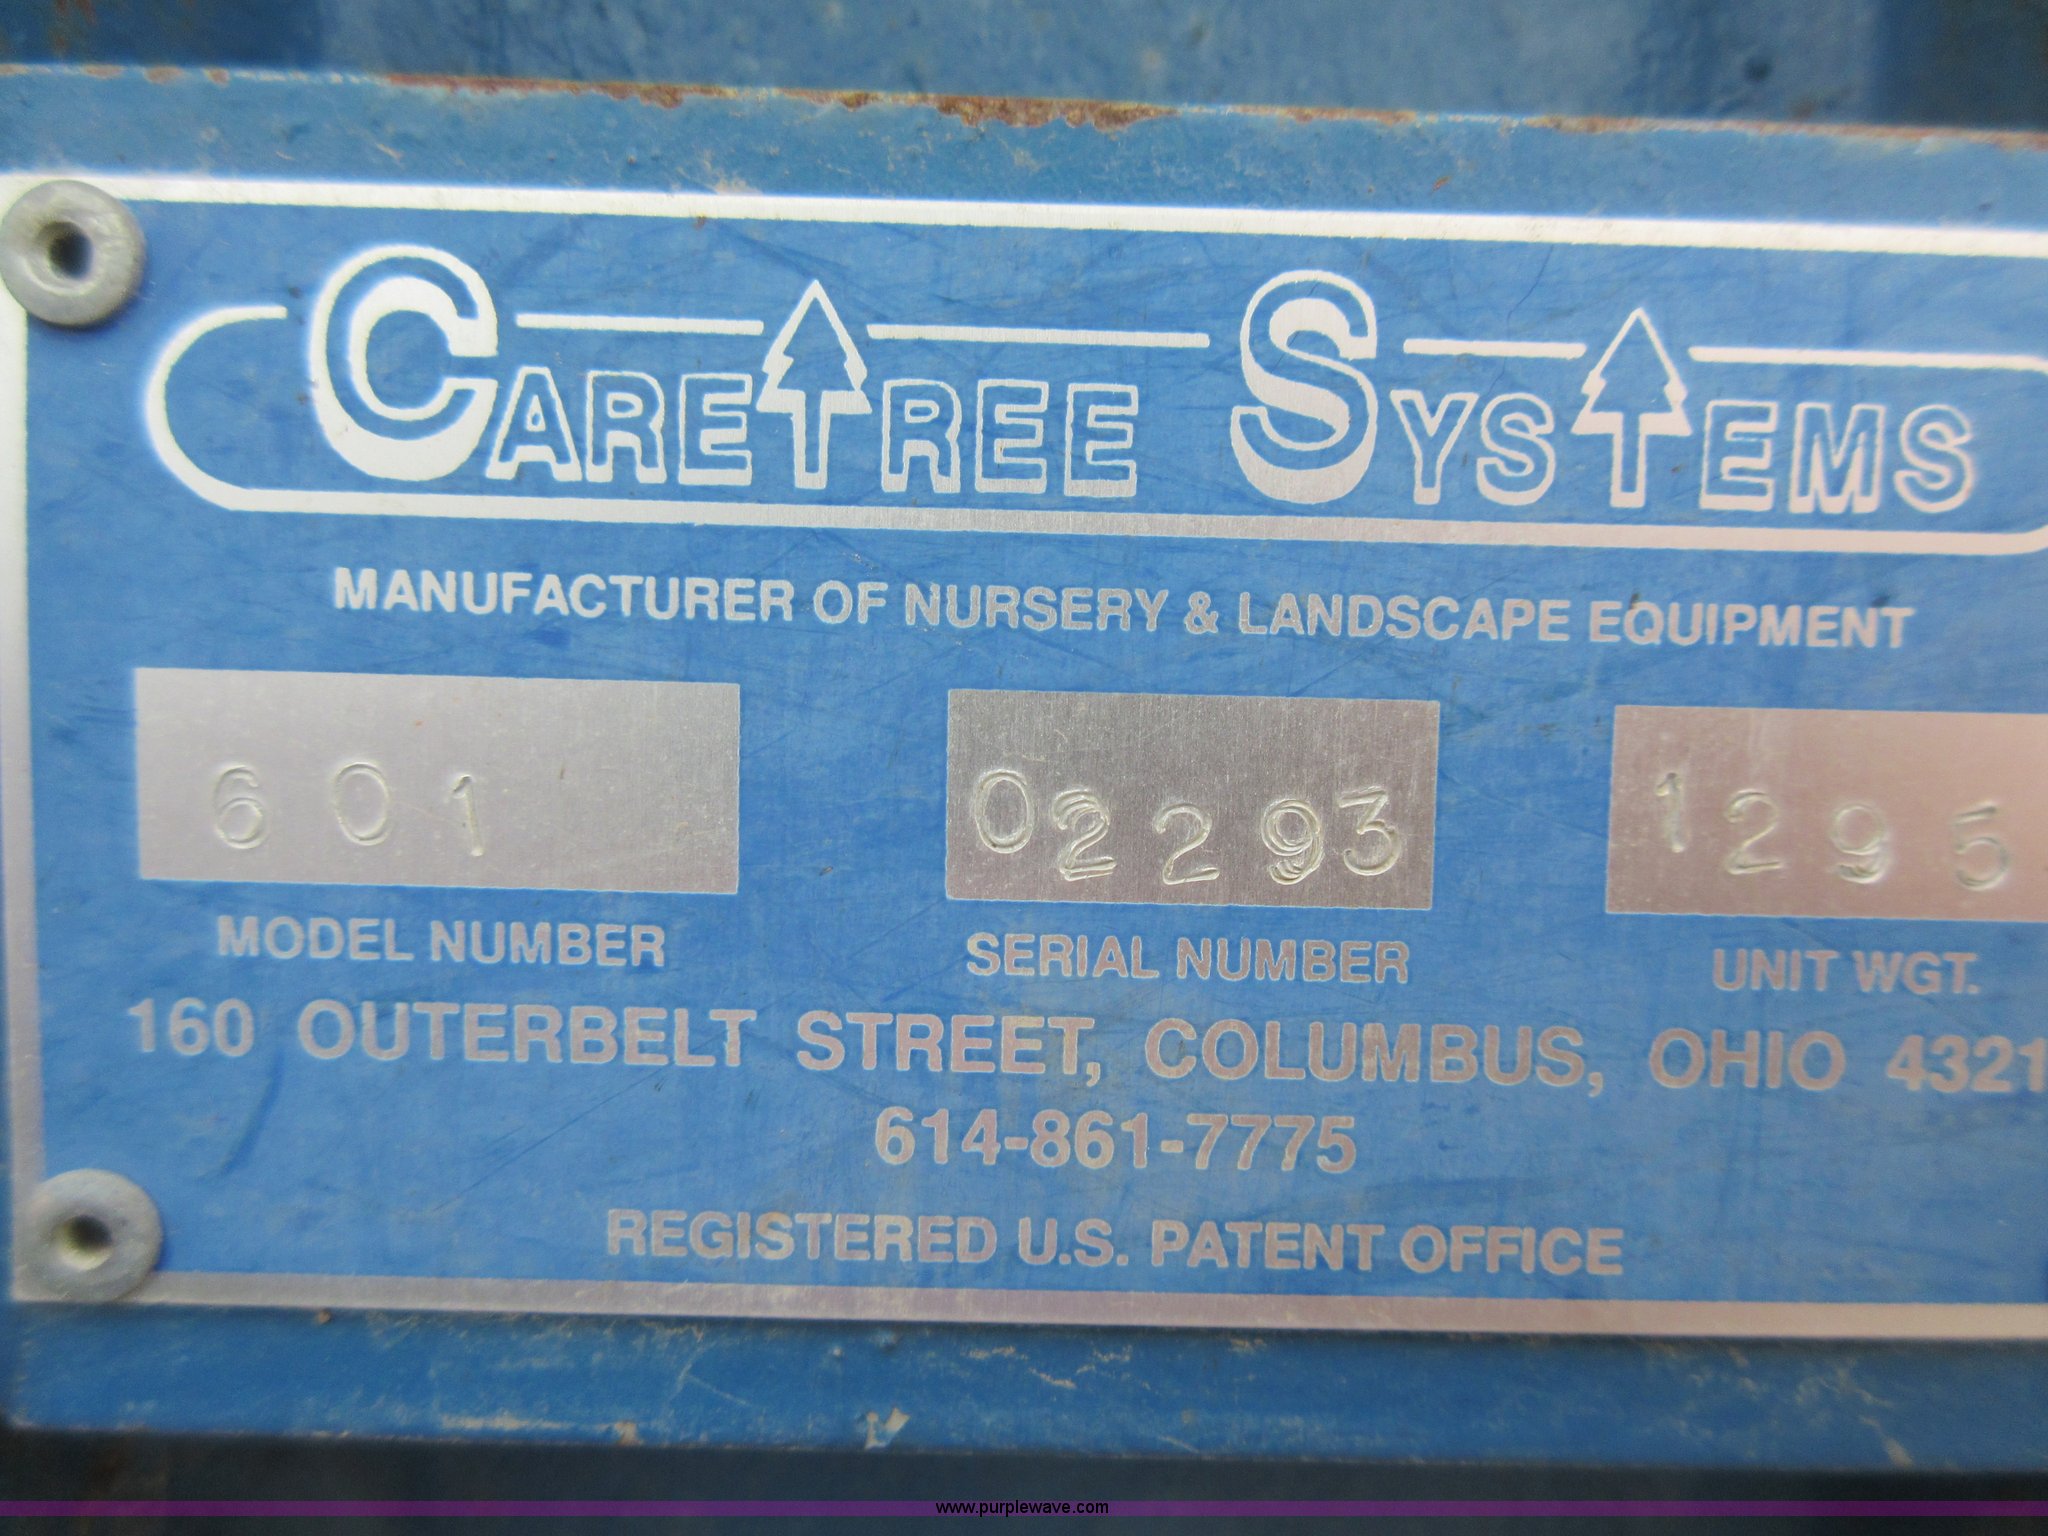 CARETREE SYSTEMS
MANUFACTURER OF NURSERY & LANDSCAPE EQUIPMENT
601 02293 1295
MODEL NUMBER SERIAL NUMBER UNIT WGT.
160 OUTERBELT STREET, COLUMBUS, OHIO 4321
614-861-7775
REGISTERED U.S. PATENT OFFICE
www.purplewave.com